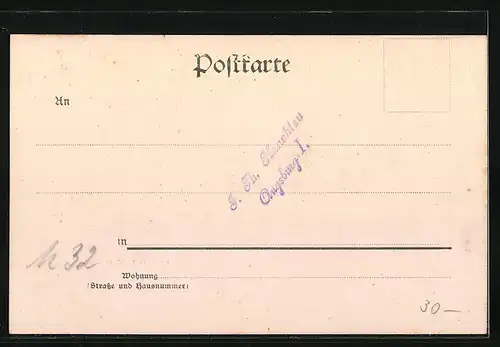 Postkarte
An
Augsburg I.
in
M 32
Wohnung
(Straße und Hausnummer)
30—